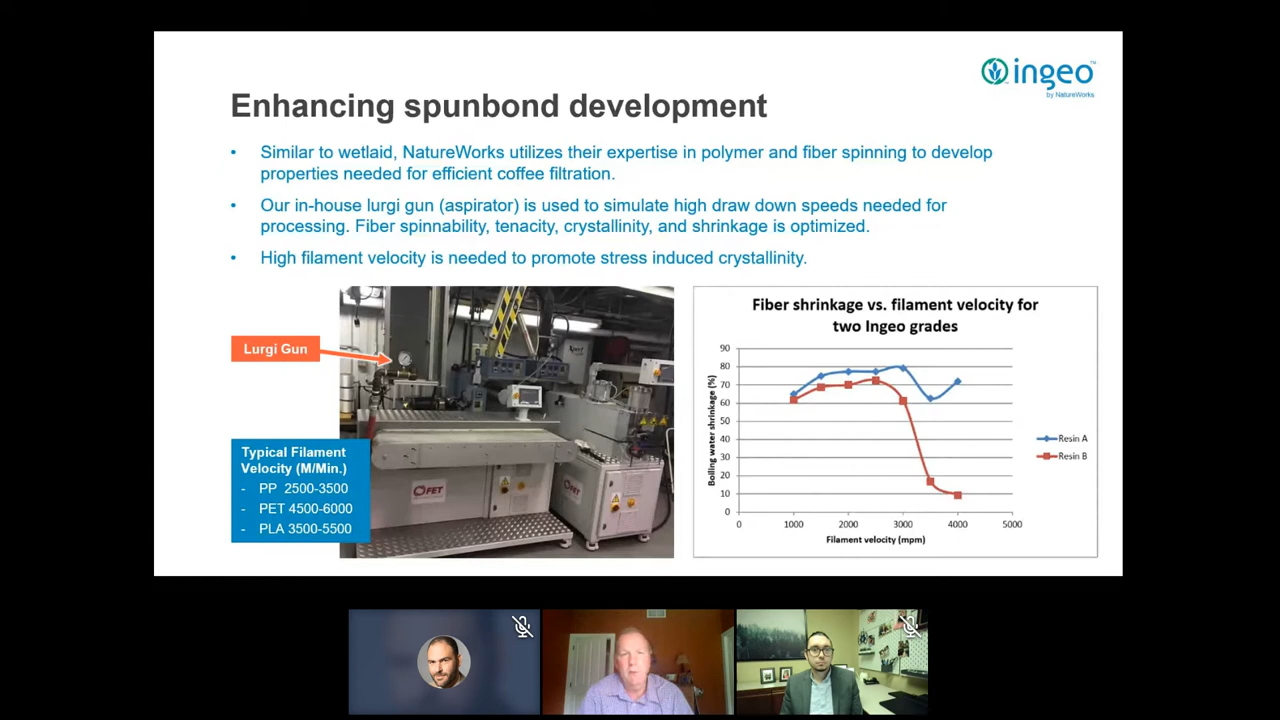 ingeo™
by NatureWorks
Enhancing spunbond development
• Similar to wetlaid, NatureWorks utilizes their expertise in polymer and fiber spinning to develop
properties needed for efficient coffee filtration.
• Our in-house lurgi gun (aspirator) is used to simulate high draw down speeds needed for
processing. Fiber spinnability, tenacity, crystallinity, and shrinkage is optimized.
• High filament velocity is needed to promote stress induced crystallinity.
Lurgi Gun
Typical Filament
Velocity (M/Min.)
- PP 2500-3500
- PET 4500-6000
- PLA 3500-5500
Xpert
FET
FET
Fiber shrinkage vs. filament velocity for
two Ingeo grades
Boiling water shrinkage (%)
90
80
70
60
50
40
30
20
10
0
0 1000 2000 3000 4000 5000
Filament velocity (mpm)
Resin A
Resin B